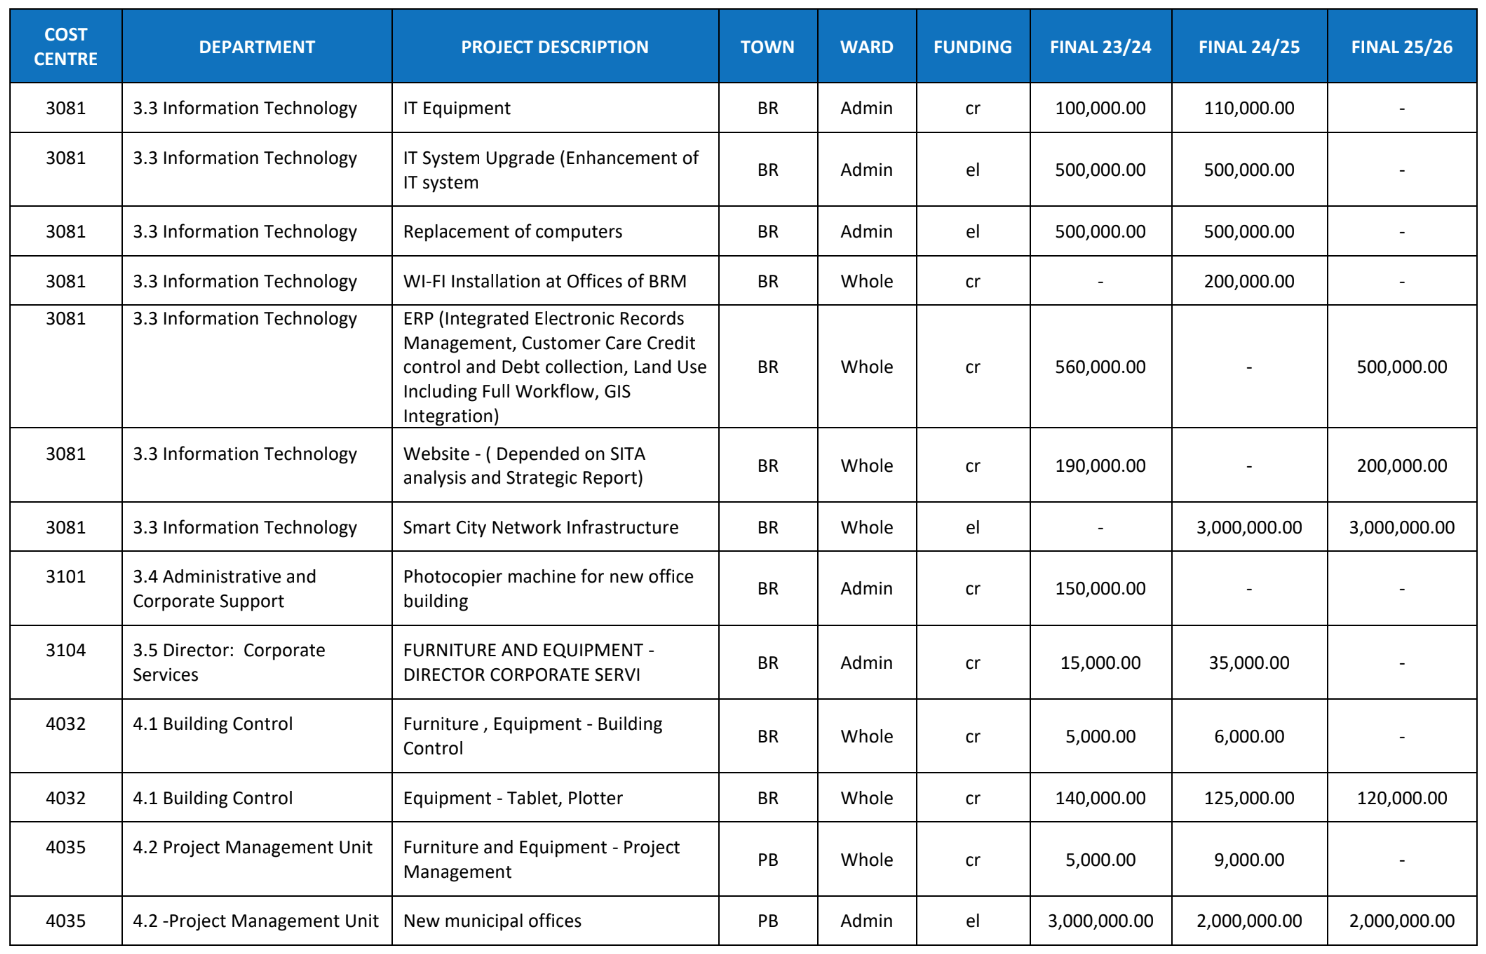 COST CENTRE DEPARTMENT PROJECT DESCRIPTION TOWN WARD FUNDING FINAL 23/24 FINAL 24/25 FINAL 25/26
3081 3.3 Information Technology IT Equipment BR Admin cr 100,000.00 110,000.00 -
3081 3.3 Information Technology IT System Upgrade (Enhancement of
IT system BR Admin el 500,000.00 500,000.00 -
3081 3.3 Information Technology Replacement of computers BR Admin el 500,000.00 500,000.00 -
3081 3.3 Information Technology WI-FI Installation at Offices of BRM BR Whole cr - 200,000.00 -
3081 3.3 Information Technology ERP (Integrated Electronic Records
Management, Customer Care Credit
control and Debt collection, Land Use BR Whole cr 560,000.00 - 500,000.00
Including Full Workflow, GIS
Integration)
3081 3.3 Information Technology Website - ( Depended on SITA
analysis and Strategic Report) BR Whole cr 190,000.00 - 200,000.00
3081 3.3 Information Technology Smart City Network Infrastructure BR Whole el - 3,000,000.00 3,000,000.00
3101 3.4 Administrative and Photocopier machine for new office
Corporate Support building BR Admin cr 150,000.00 - -
3104 3.5 Director:  Corporate FURNITURE AND EQUIPMENT -
Services DIRECTOR CORPORATE SERVI BR Admin cr 15,000.00 35,000.00 -
4032 4.1 Building Control Furniture , Equipment - Building
Control BR Whole cr 5,000.00 6,000.00 -
4032 4.1 Building Control Equipment - Tablet, Plotter BR Whole cr 140,000.00 125,000.00 120,000.00
4035 4.2 Project Management Unit Furniture and Equipment - Project
Management PB Whole cr 5,000.00 9,000.00 -
4035 4.2 -Project Management Unit New municipal offices PB Admin el 3,000,000.00 2,000,000.00 2,000,000.00